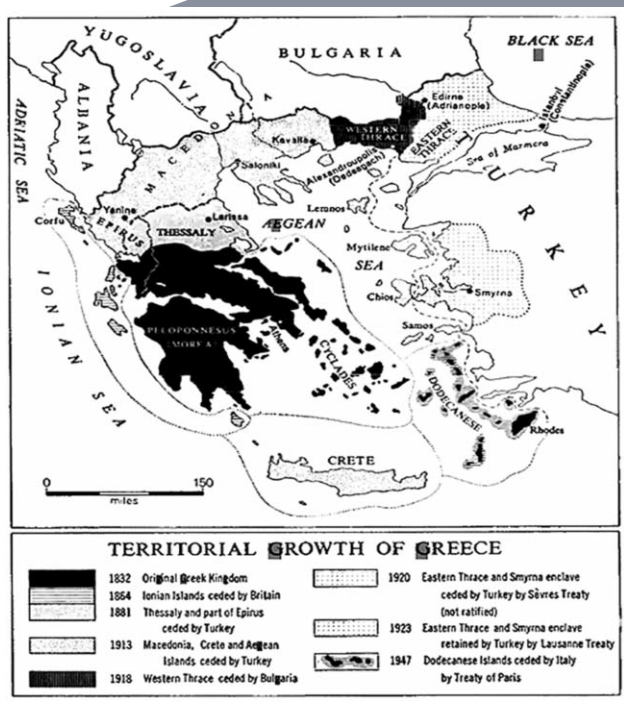 YUGOSLAVIA
BULGARIA
BLACK SEA
ALBANIA
ADRIATIC SEA
MACEDONIA
Edirne
(Adrianople)
Istanbul
(Constantinople)
WESTERN
THRACE
EASTERN
THRACE
Kavalla
Saloniki
Alexandroupolis
(Dedeagach)
Sea of Marmora
TURKEY
Corfu
Yanine
EPIRUS
Larissa
THESSALY
AEGEAN
SEA
Lemnos
Mytilene
Chios
Smyrna
Samos
IONIAN SEA
PELOPONNESUS
(MOREA)
Athens
CYCLADES
DODECANESE
Rhodes
CRETE
0 150
miles
TERRITORIAL GROWTH OF GREECE
1832 Original Greek Kingdom
1864 Ionian Islands ceded by Britain
1881 Thessaly and part of Epirus
ceded by Turkey
1913 Macedonia, Crete and Aegean
Islands ceded by Turkey
1918 Western Thrace ceded by Bulgaria
1920 Eastern Thrace and Smyrna enclave
ceded by Turkey by Sèvres Treaty
(not ratified)
1923 Eastern Thrace and Smyrna enclave
retained by Turkey by Lausanne Treaty
1947 Dodecanese Islands ceded by Italy
by Treaty of Paris